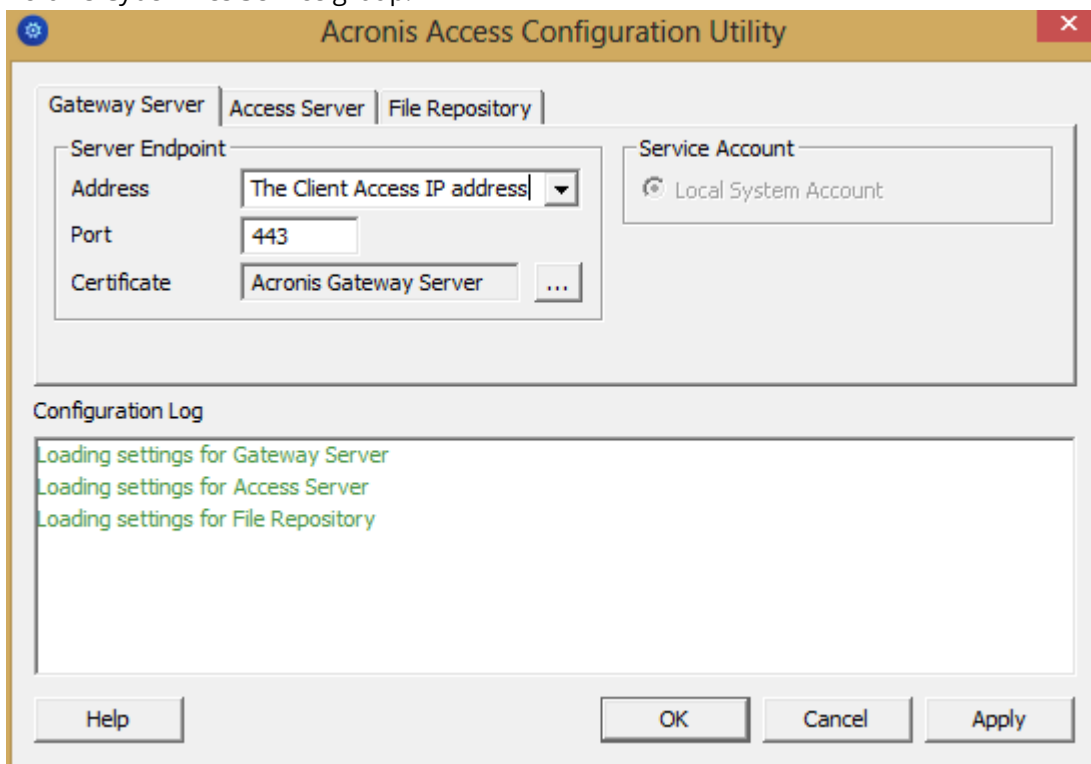 group.
Acronis Access Configuration Utility
Gateway Server Access Server File Repository
Server Endpoint
Address The Client Access IP address
Port 443
Certificate Acronis Gateway Server ...
Service Account
Local System Account
Configuration Log
Loading settings for Gateway Server
Loading settings for Access Server
Loading settings for File Repository
Help OK Cancel Apply